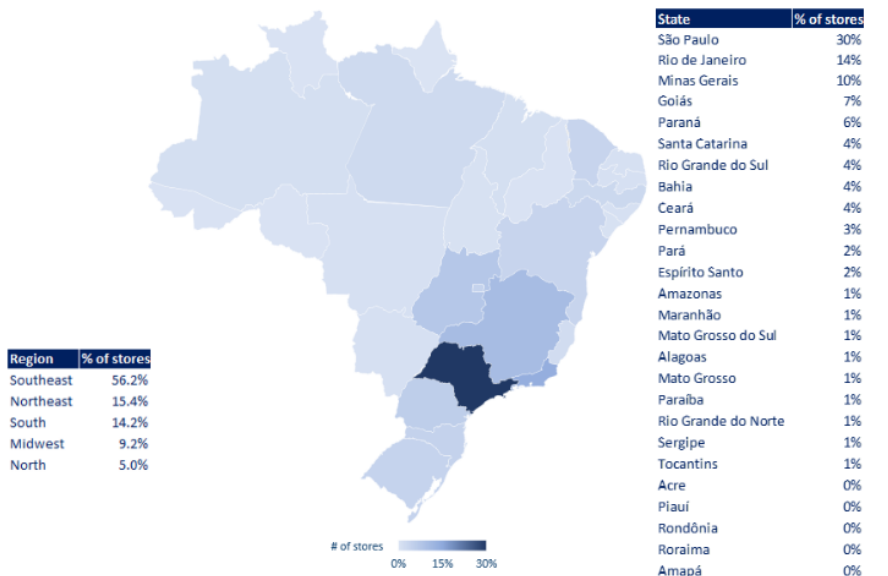 State % of stores
São Paulo 30%
Rio de Janeiro 14%
Minas Gerais 10%
Goiás 7%
Paraná 6%
Santa Catarina 4%
Rio Grande do Sul 4%
Bahia 4%
Ceará 4%
Pernambuco 3%
Pará 2%
Espírito Santo 2%
Amazonas 1%
Maranhão 1%
Mato Grosso do Sul 1%
Alagoas 1%
Mato Grosso 1%
Paraíba 1%
Rio Grande do Norte 1%
Sergipe 1%
Tocantins 1%
Acre 0%
Piauí 0%
Rondônia 0%
Roraima 0%
Amapá 0%
Region % of stores
Southeast 56.2%
Northeast 15.4%
South 14.2%
Midwest 9.2%
North 5.0%
# of stores
0% 15% 30%